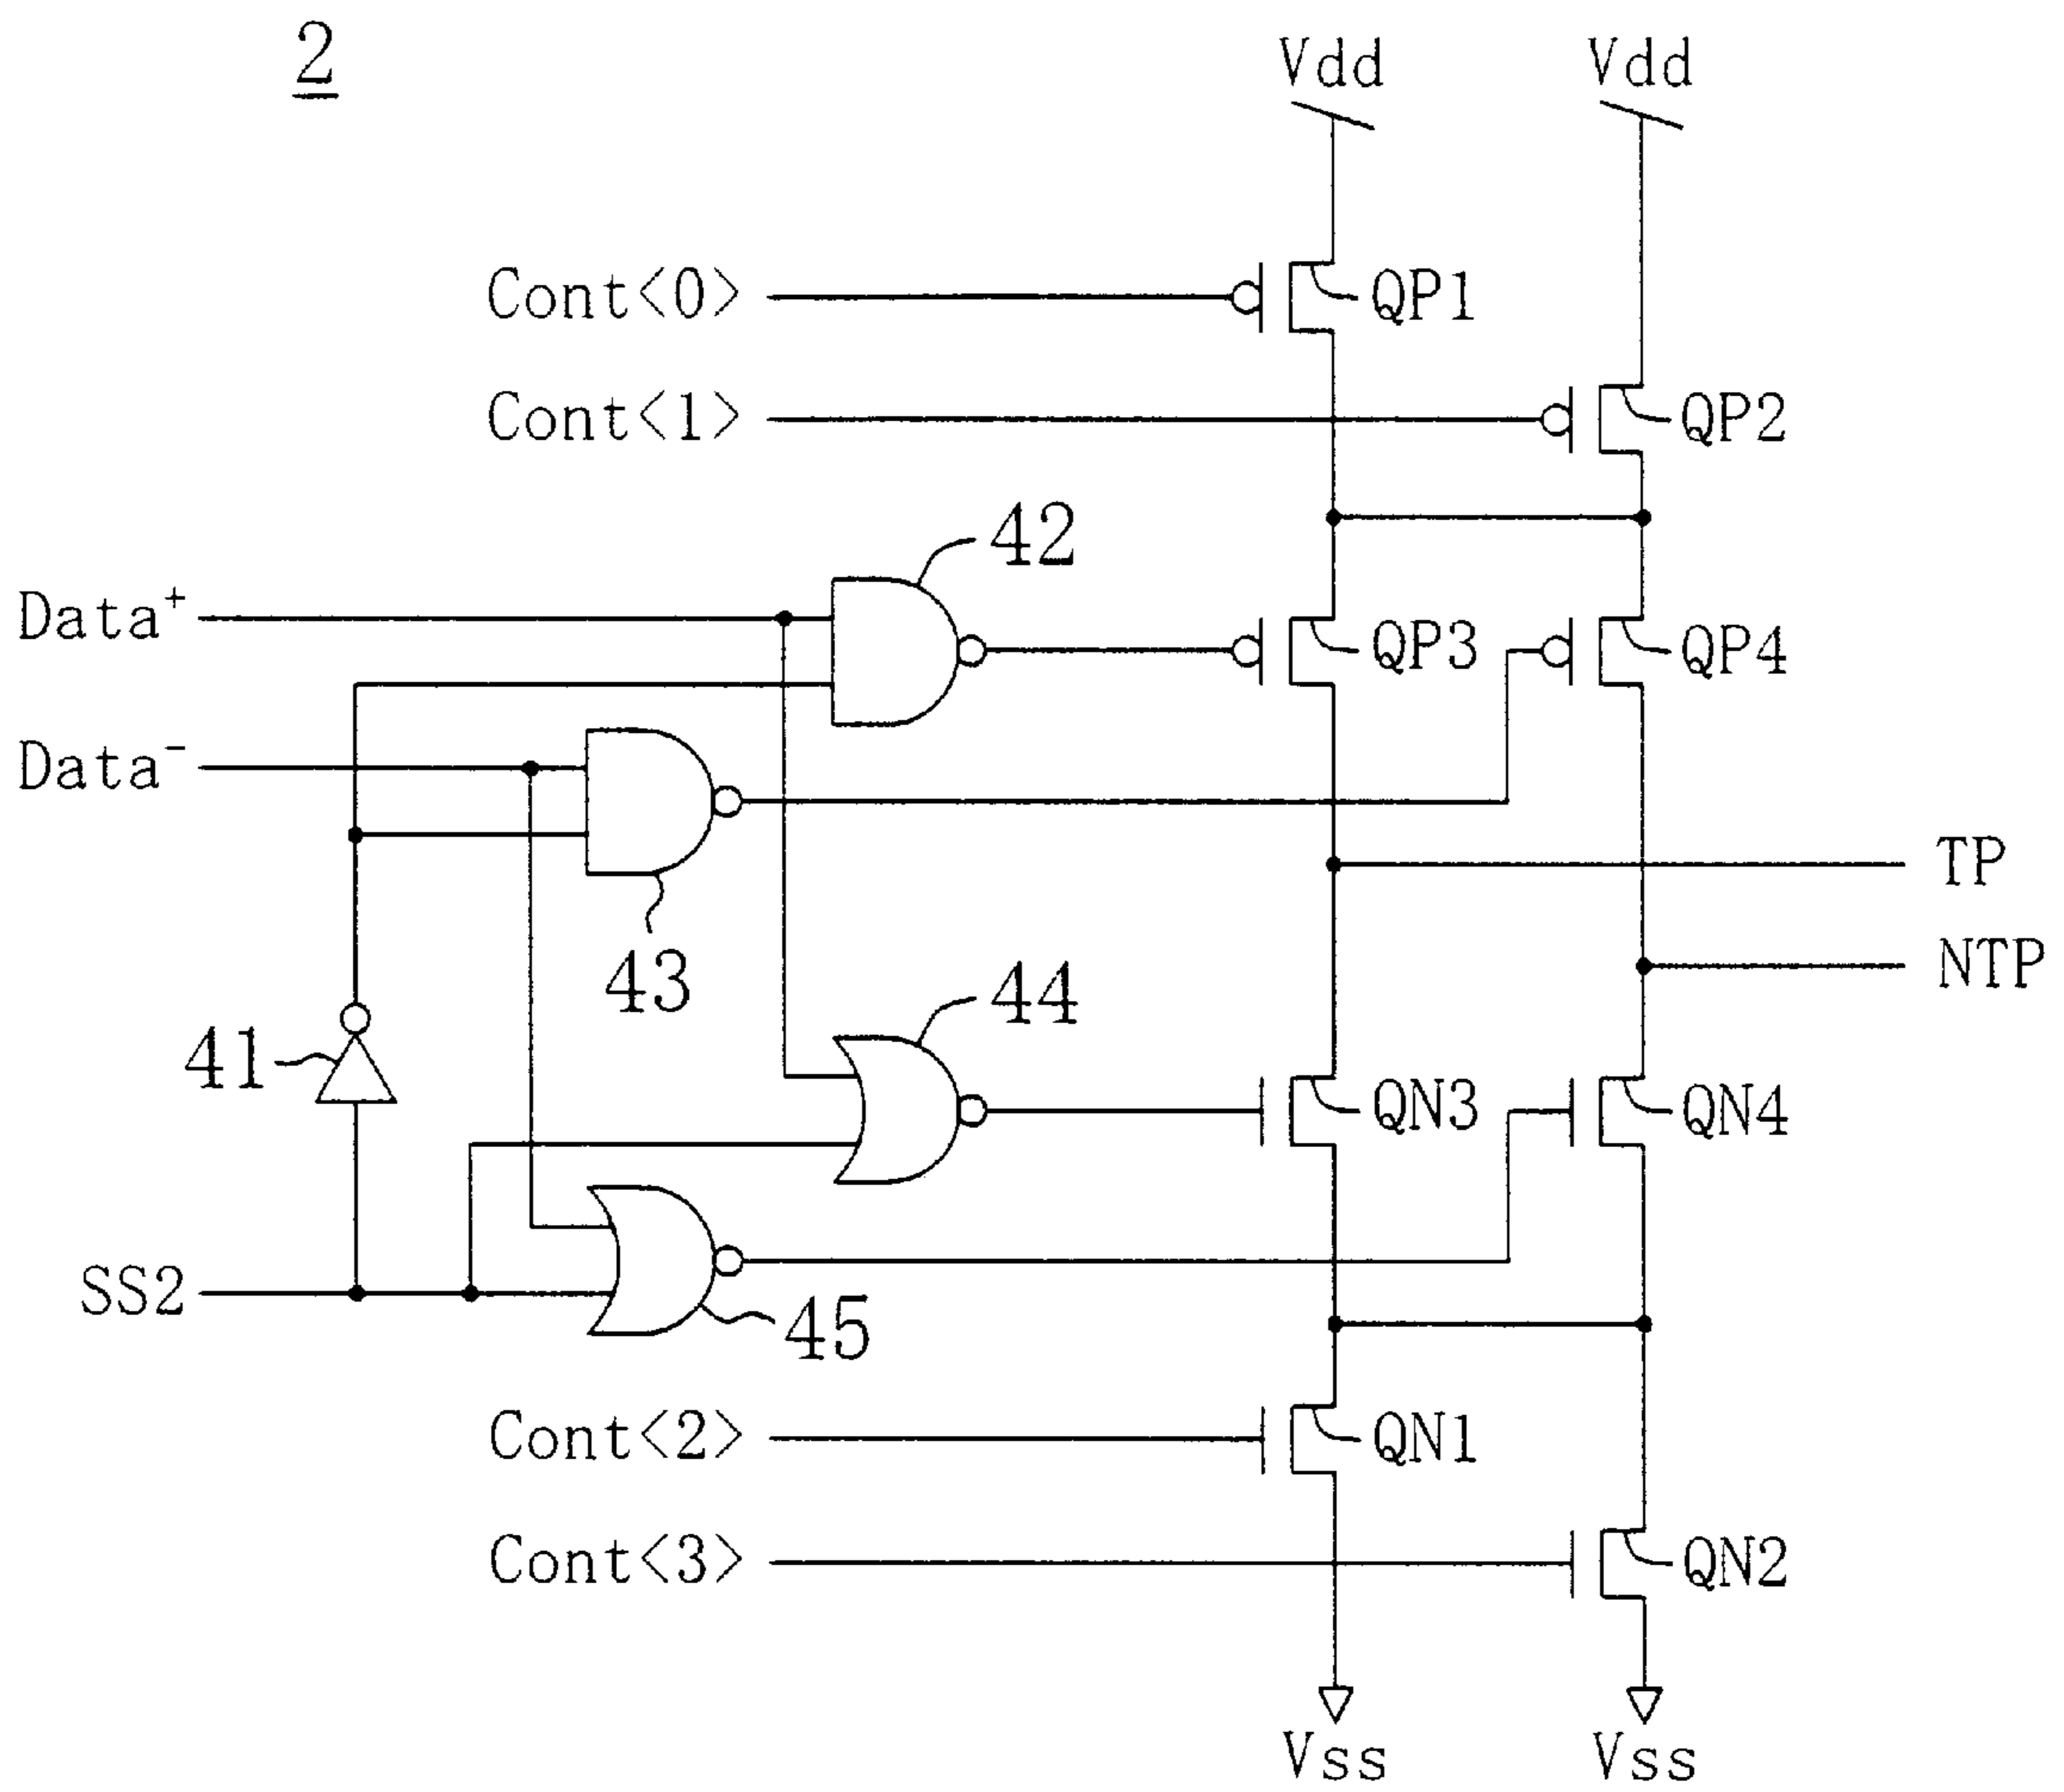 2
Vdd
Vdd
Cont<0>
QP1
Cont<1>
QP2
42
Data⁺
QP3
QP4
Data⁻
TP
43
44
NTP
41
QN3
QN4
SS2
45
Cont<2>
QN1
Cont<3>
QN2
Vss
Vss